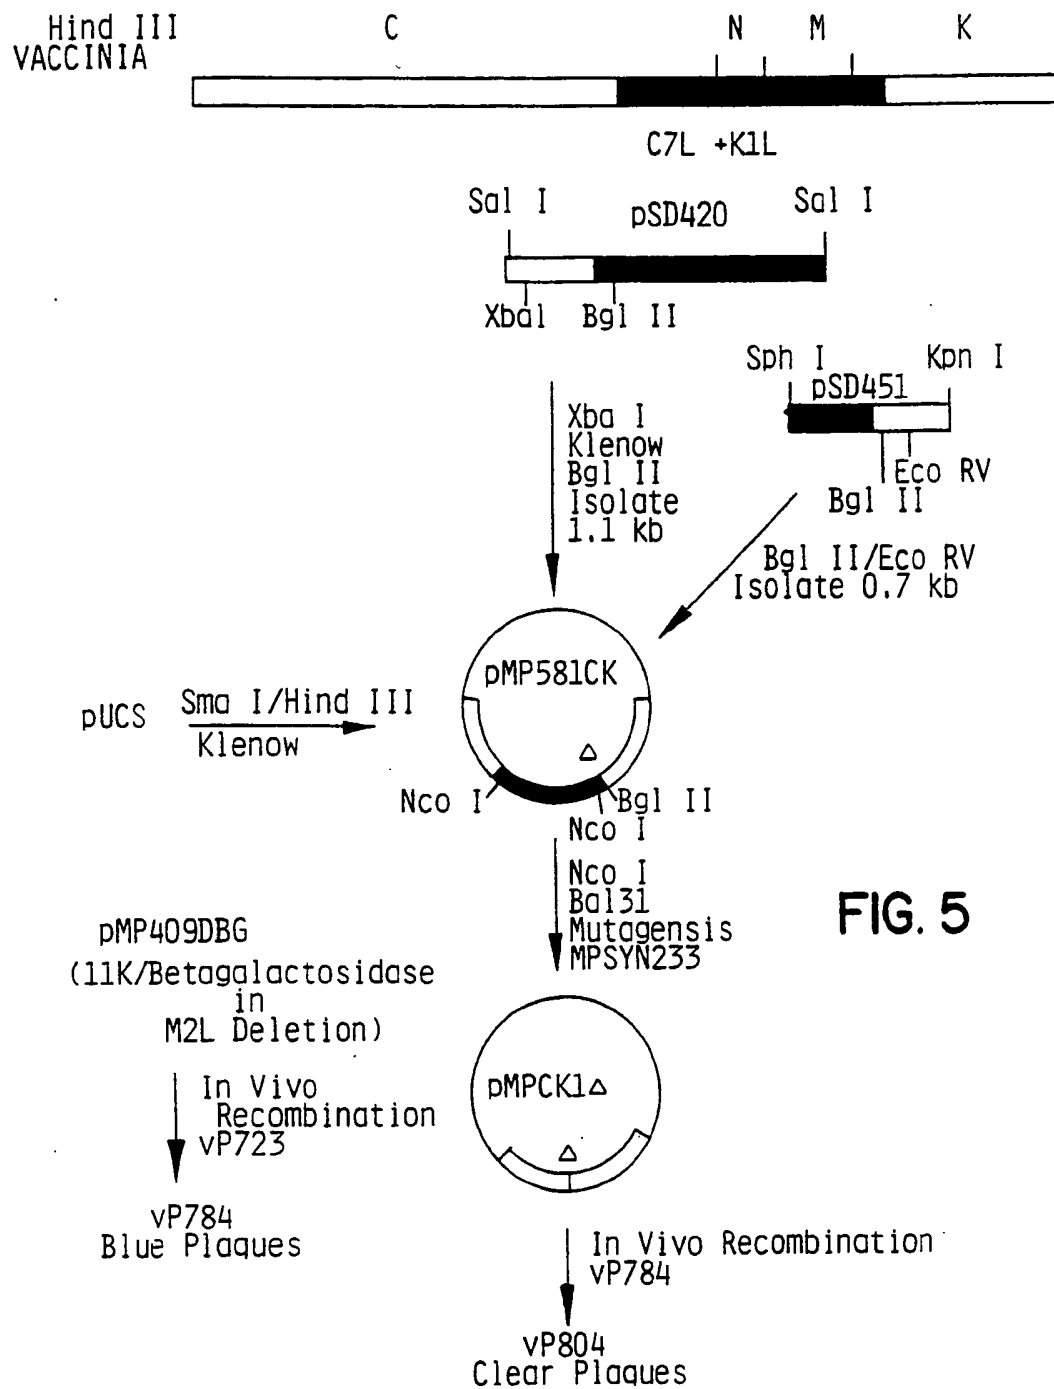 Hind III
VACCINIA
C N M K
C7L +K1L
Sal I pSD420 Sal I
XbaI Bgl II
Sph I Kpn I
pSD451
Eco RV
Bgl II
Xba I
Klenow
Bgl II
Isolate
1.1 kb
Bgl II/Eco RV
Isolate 0.7 kb
pMP581CK
pUCS
Sma I/Hind III
Klenow
△
Nco I
Bgl II
Nco I
Nco I
Bal31
Mutagensis
MPSYN233
FIG. 5
pMP409DBG
(11K/Betagalactosidase
in
M2L Deletion)
In Vivo
Recombination
vP723
pMPCK1△
△
vP784
Blue Plaques
In Vivo Recombination
vP784
vP804
Clear Plaques